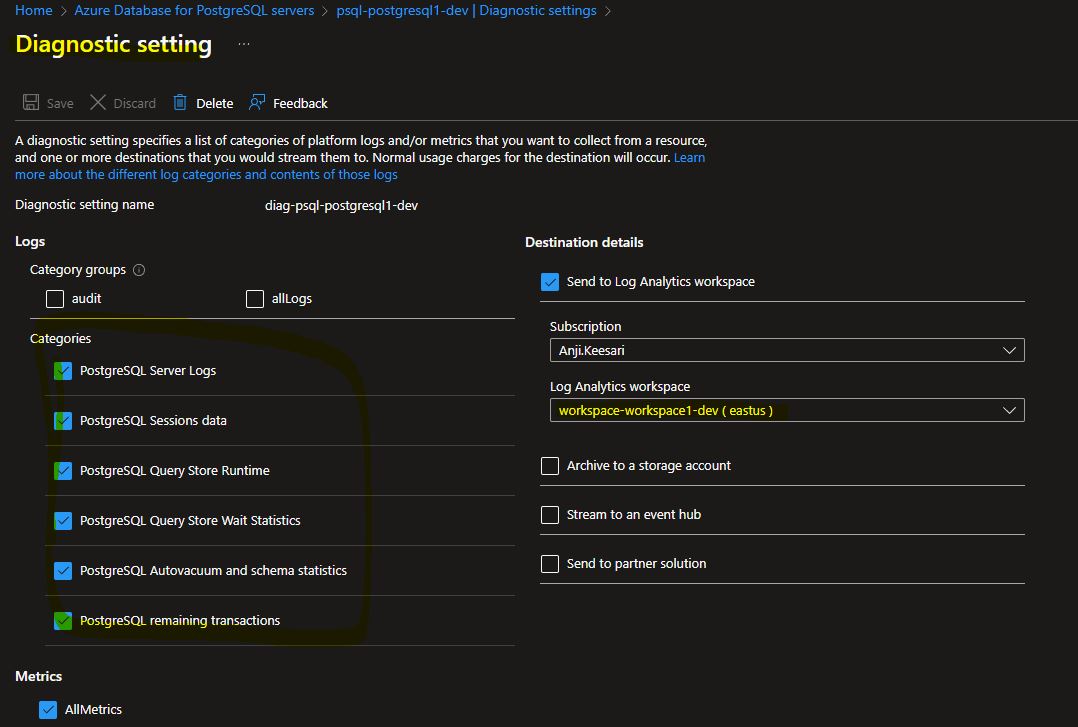 Home > Azure Database for PostgreSQL servers > psql-postgresql1-dev | Diagnostic settings >
Diagnostic setting ...
Save Discard Delete Feedback
A diagnostic setting specifies a list of categories of platform logs and/or metrics that you want to collect from a resource,
and one or more destinations that you would stream them to. Normal usage charges for the destination will occur. Learn
more about the different log categories and contents of those logs
Diagnostic setting name diag-psql-postgresql1-dev
Logs
Category groups
audit allLogs
Categories
PostgreSQL Server Logs
PostgreSQL Sessions data
PostgreSQL Query Store Runtime
PostgreSQL Query Store Wait Statistics
PostgreSQL Autovacuum and schema statistics
PostgreSQL remaining transactions
Metrics
AllMetrics
Destination details
Send to Log Analytics workspace
Subscription
Anji.Keesari
Log Analytics workspace
workspace-workspace1-dev ( eastus )
Archive to a storage account
Stream to an event hub
Send to partner solution